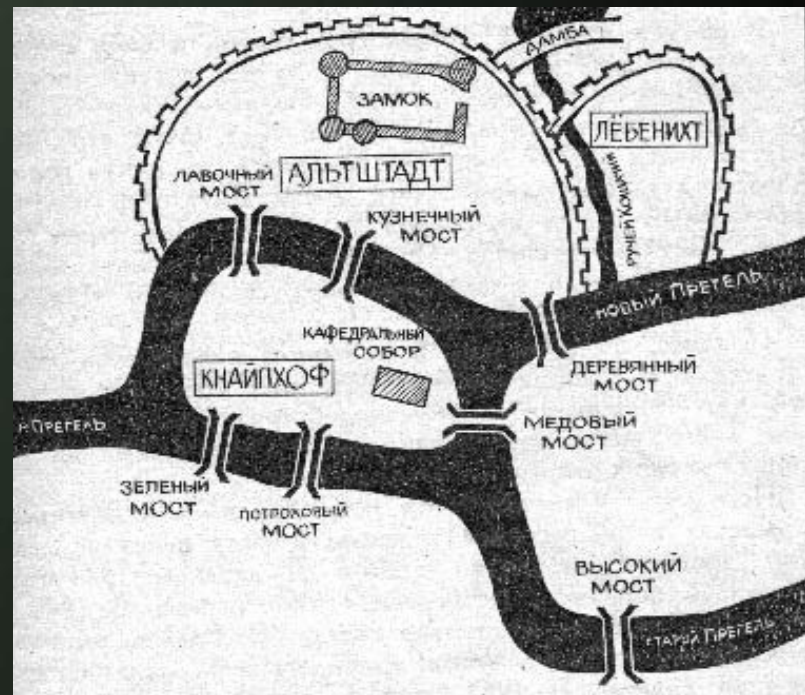 ДАМБА
ЗАМОК
ЛЁБЕНИХТ
ЛАВОЧНЫЙ
МОСТ
АЛЬТШТАДТ
КУЗНЕЧНЫЙ
МОСТ
РУЧЕЙ
НОВЫЙ ПРЕГЕЛЬ
КАФЕДРАЛЬНЫЙ
СОБОР
КНАЙПХОФ
ДЕРЕВЯННЫЙ
МОСТ
Р. ПРЕГЕЛЬ
МЕДОВЫЙ
МОСТ
ЗЕЛЕНЫЙ
МОСТ
ПОТРОХОВЫЙ
МОСТ
ВЫСОКИЙ
МОСТ
СТАРЫЙ ПРЕГЕЛЬ